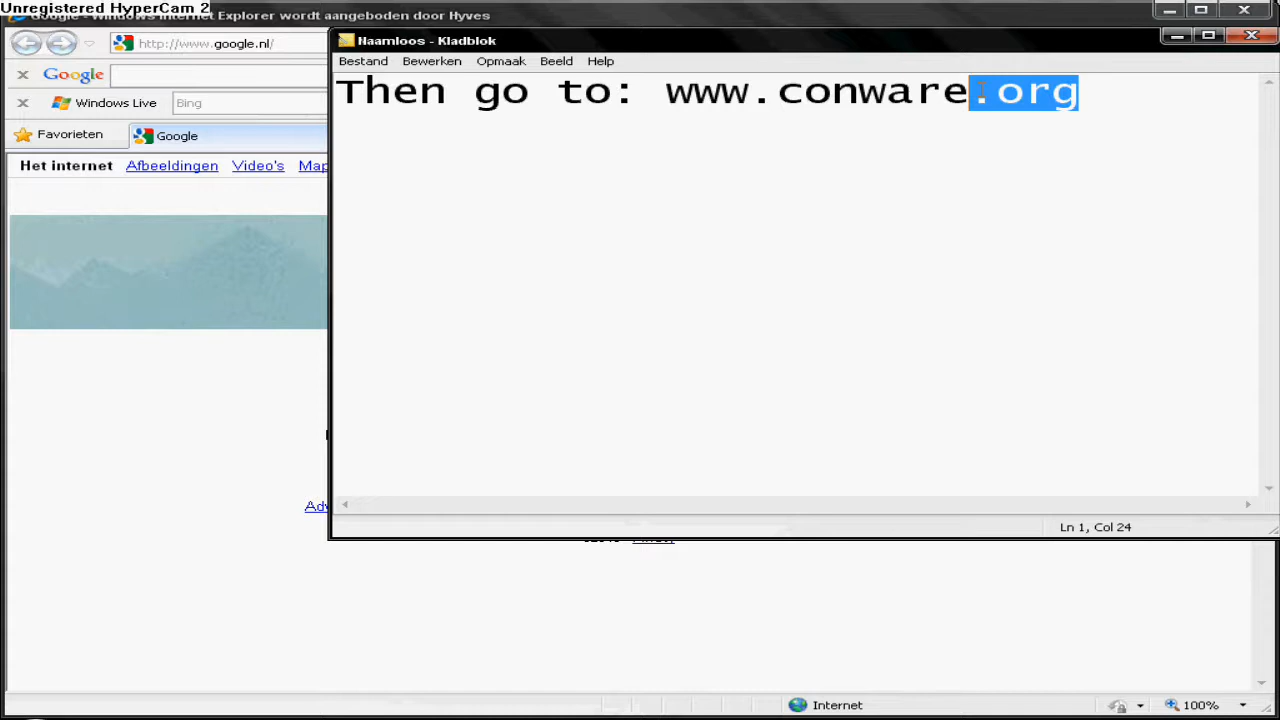 Unregistered HyperCam 2
Google - Windows Internet Explorer wordt aangeboden door Hyves
http://www.google.nl/
Naamloos - Kladblok
Bestand Bewerken Opmaak Beeld Help
Google
Then go to: www.conware.org
Windows Live Bing
Favorieten Google
Het internet Afbeeldingen Video's Map
Adv
Ln 1, Col 24
Internet 100%